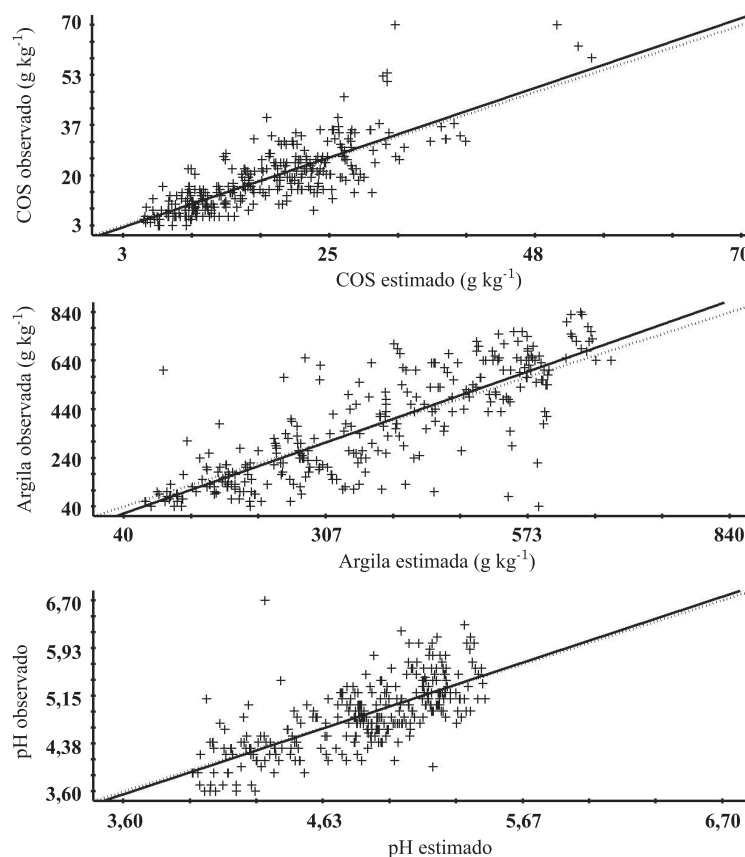 70
53
37
20
3
COS observado (g kg⁻¹)
3 25 48 70
COS estimado (g kg⁻¹)
840
640
440
240
40
Argila observada (g kg⁻¹)
40 307 573 840
Argila estimada (g kg⁻¹)
6,70
5,93
5,15
4,38
3,60
pH observado
3,60 4,63 5,67 6,70
pH estimado